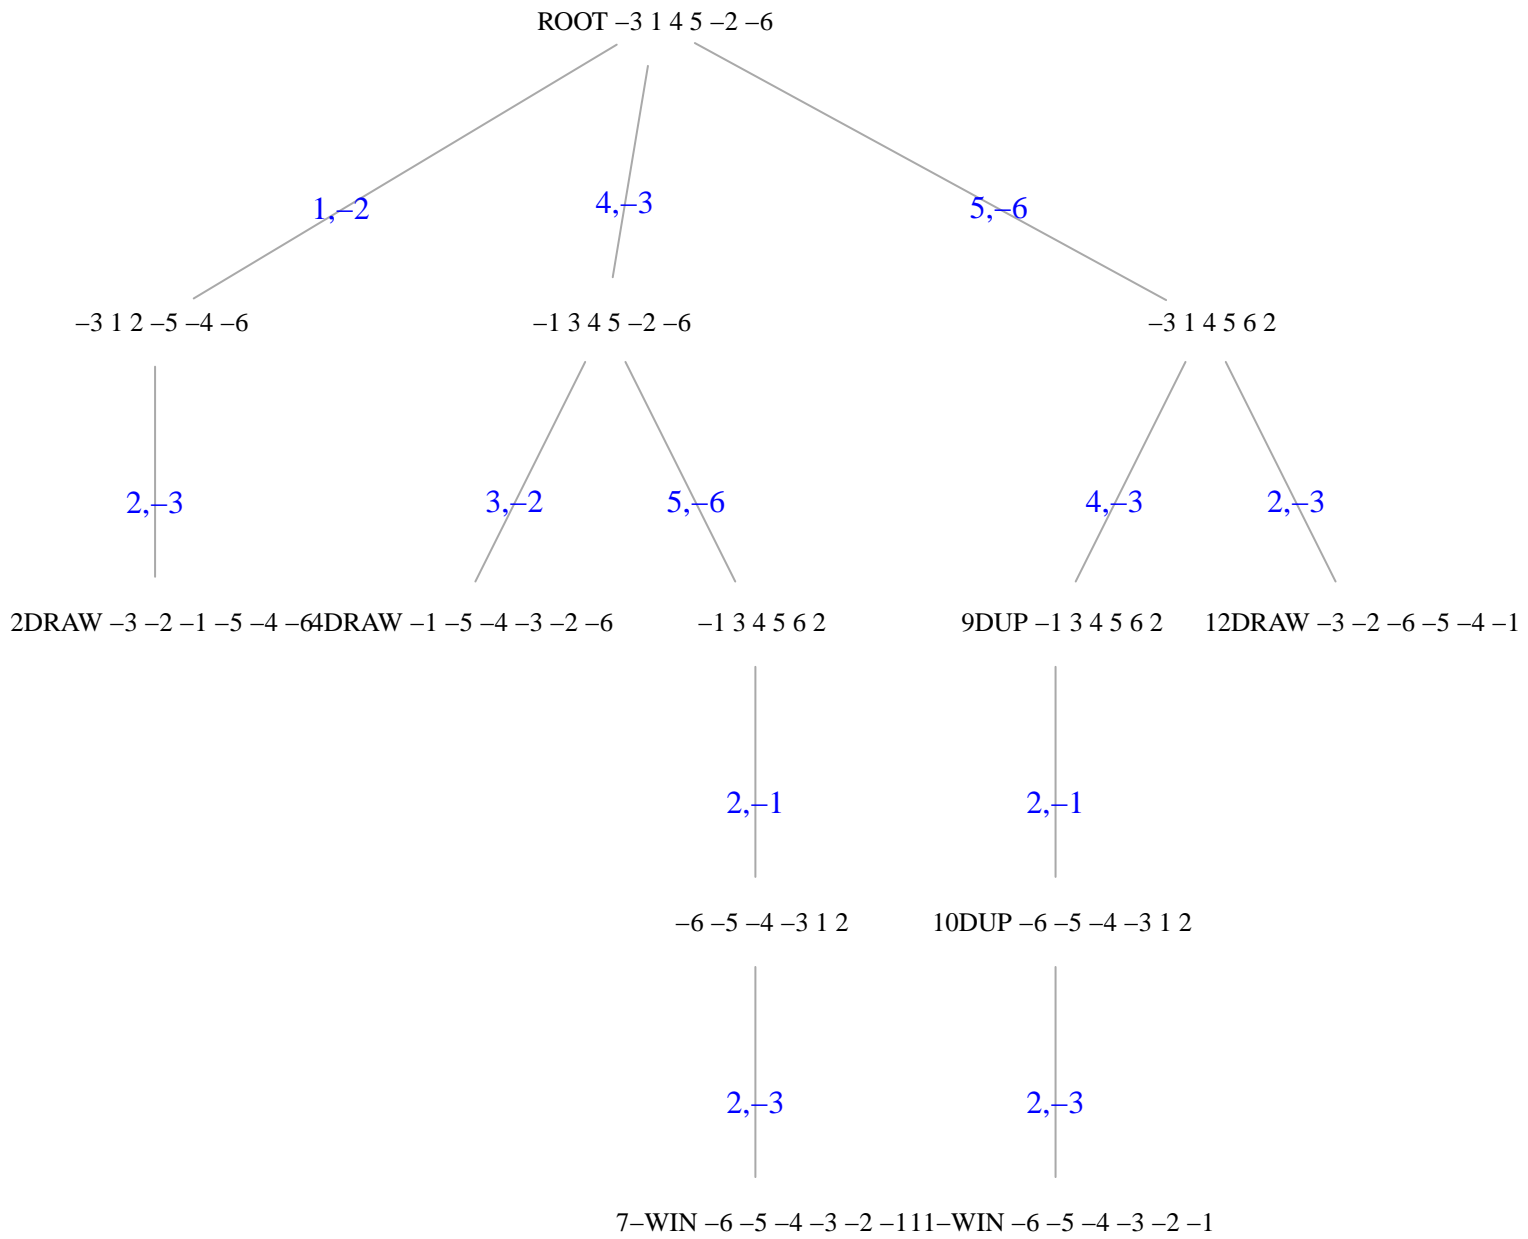 ROOT –3 1 4 5 –2 –6
1,–2
4,–3
5,–6
–3 1 2 –5 –4 –6
–1 3 4 5 –2 –6
–3 1 4 5 6 2
2,–3
3,–2
5,–6
4,–3
2,–3
2DRAW –3 –2 –1 –5 –4 –6
4DRAW –1 –5 –4 –3 –2 –6
–1 3 4 5 6 2
9DUP –1 3 4 5 6 2
12DRAW –3 –2 –6 –5 –4 –1
2,–1
2,–1
–6 –5 –4 –3 1 2
10DUP –6 –5 –4 –3 1 2
2,–3
2,–3
7–WIN –6 –5 –4 –3 –2 –1
11–WIN –6 –5 –4 –3 –2 –1